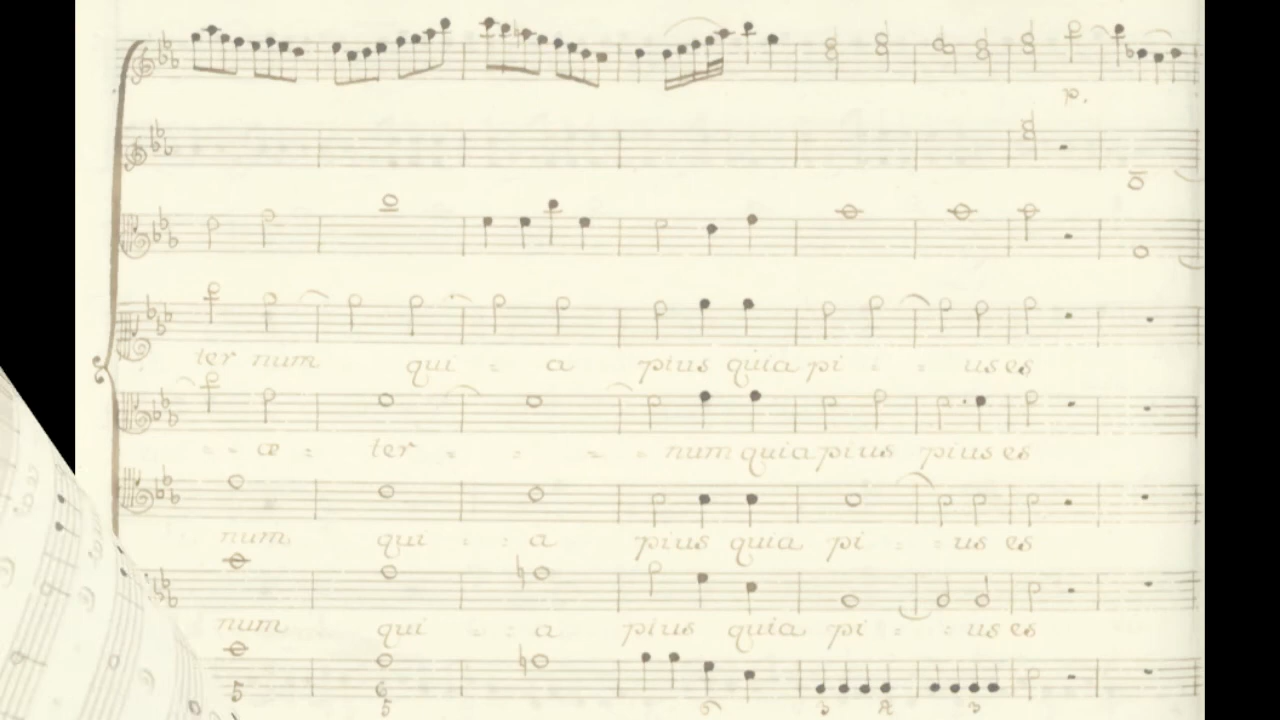 p.
ter num qui - a pius quia pi - - us es
- - æ - ter - - - - num quia pius pius es
num qui - - a pius quia pi - - us es
num qui - - a pius quia pi - - us es
5 6
5 6